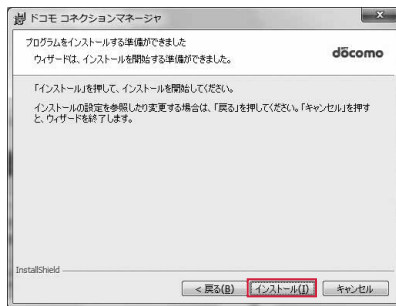 ドコモ コネクションマネージャ
プログラムをインストールする準備ができました
ウィザードは、インストールを開始する準備ができました。
döcomo
「インストール」を押して、インストールを開始してください。
インストールの設定を参照したり変更する場合は、「戻る」を押してください。「キャンセル」を押す
と、ウィザードを終了します。
InstallShield
< 戻る(B)
インストール(I)
キャンセル